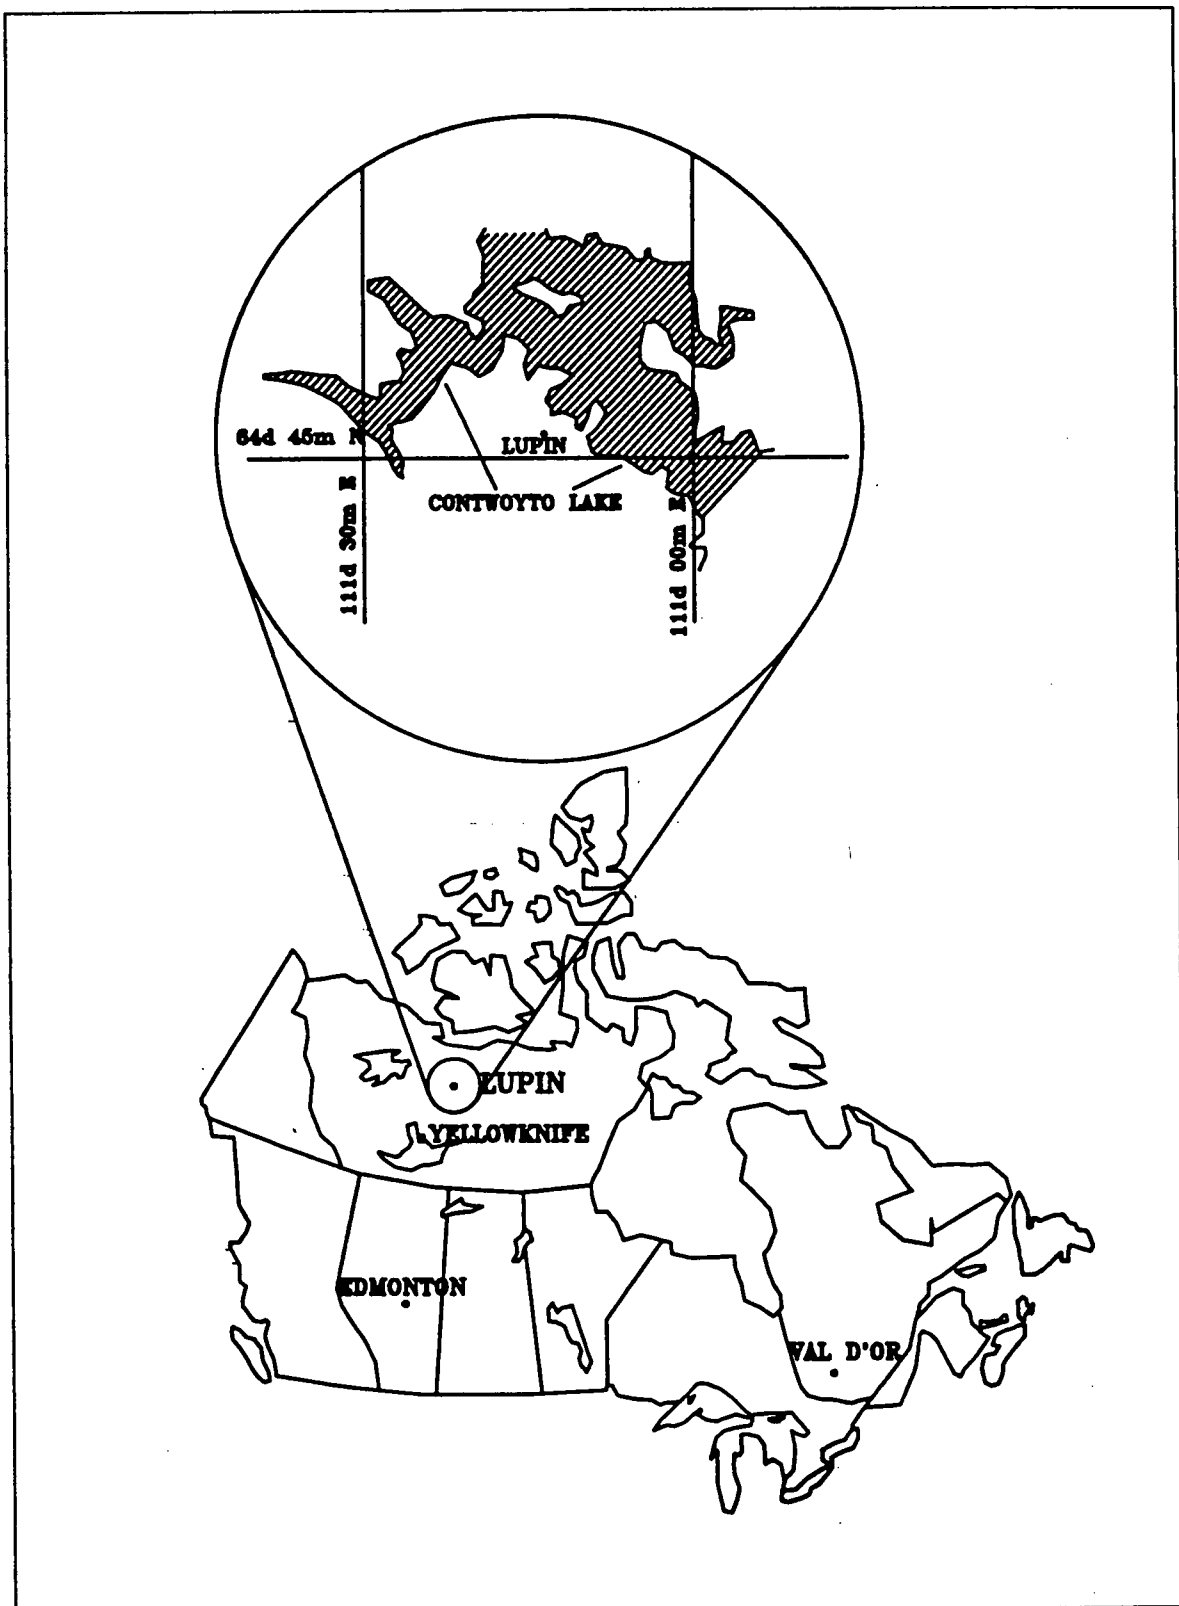 64d 45m N
LUPIN
CONTWOYTO LAKE
111d 30m E
111d 00m E
LUPIN
YELLOWKNIFE
EDMONTON
VAL D'OR